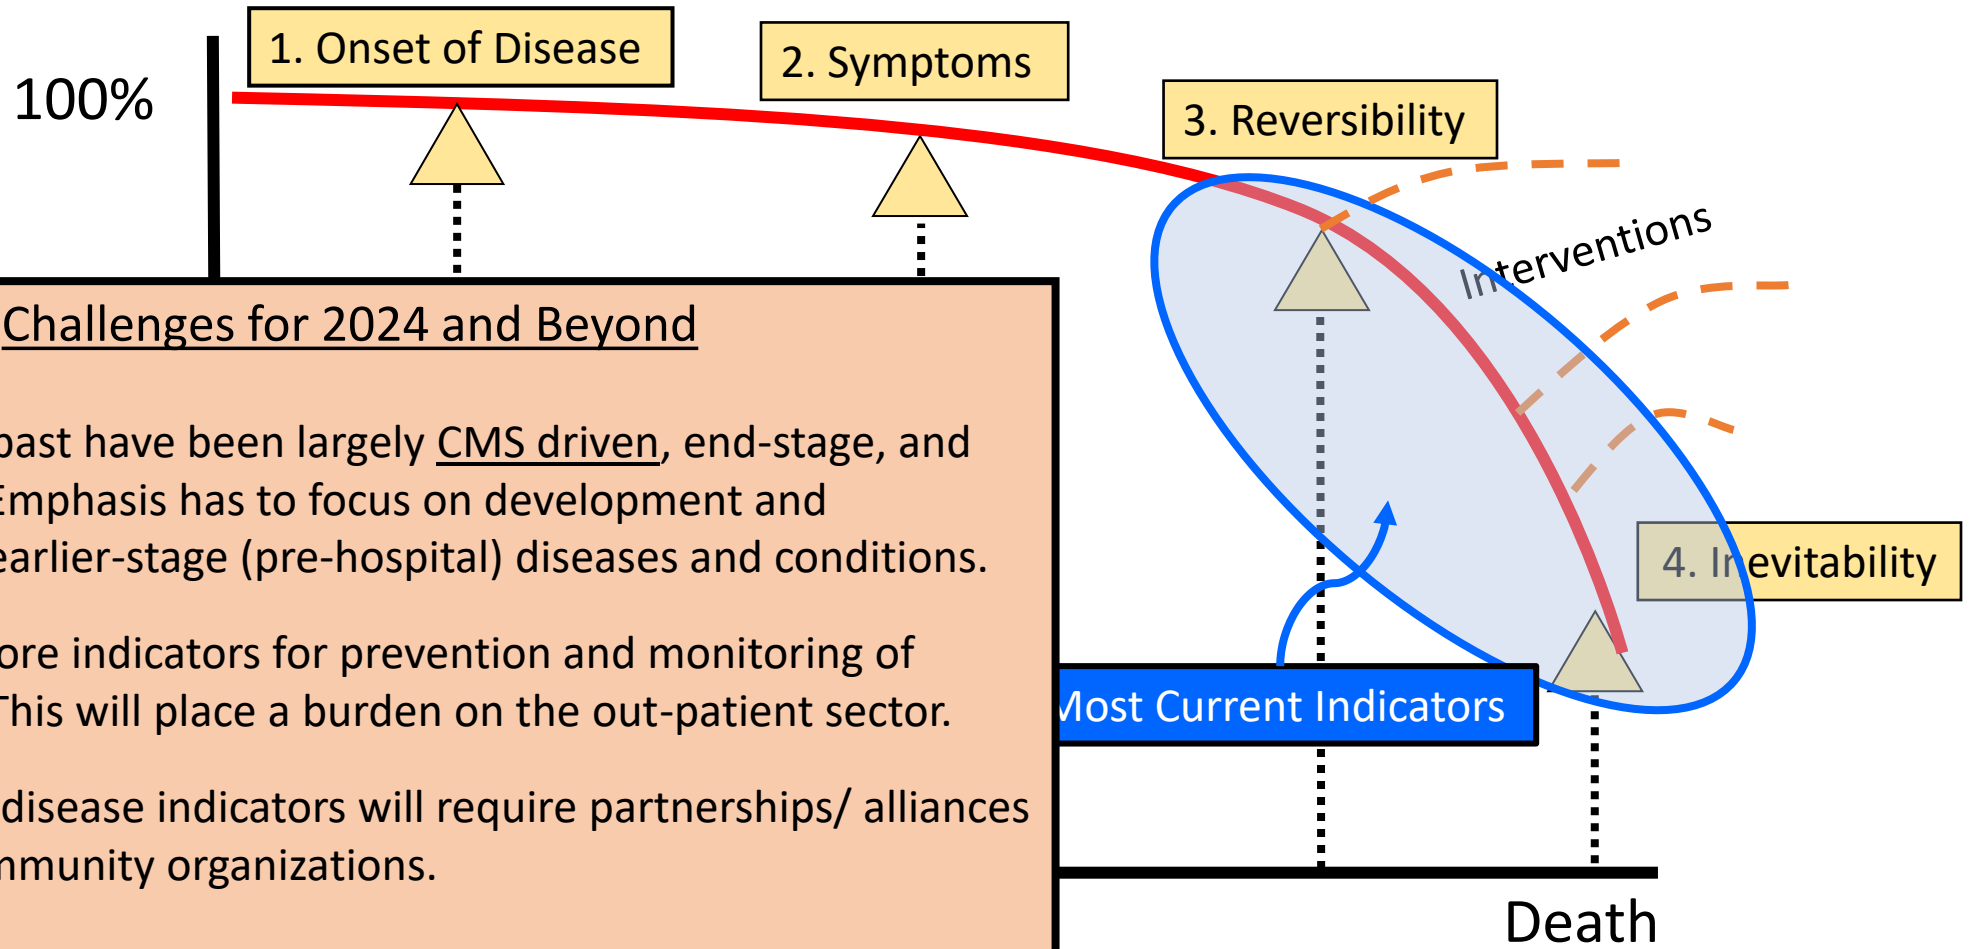 1. Onset of Disease
2. Symptoms
100%
3. Reversibility
Interventions
Challenges for 2024 and Beyond
past have been largely CMS driven, end-stage, and
Emphasis has to focus on development and
earlier-stage (pre-hospital) diseases and conditions.
4. Inevitability
ore indicators for prevention and monitoring of
This will place a burden on the out-patient sector.
Most Current Indicators
disease indicators will require partnerships/ alliances
mmunity organizations.
Death